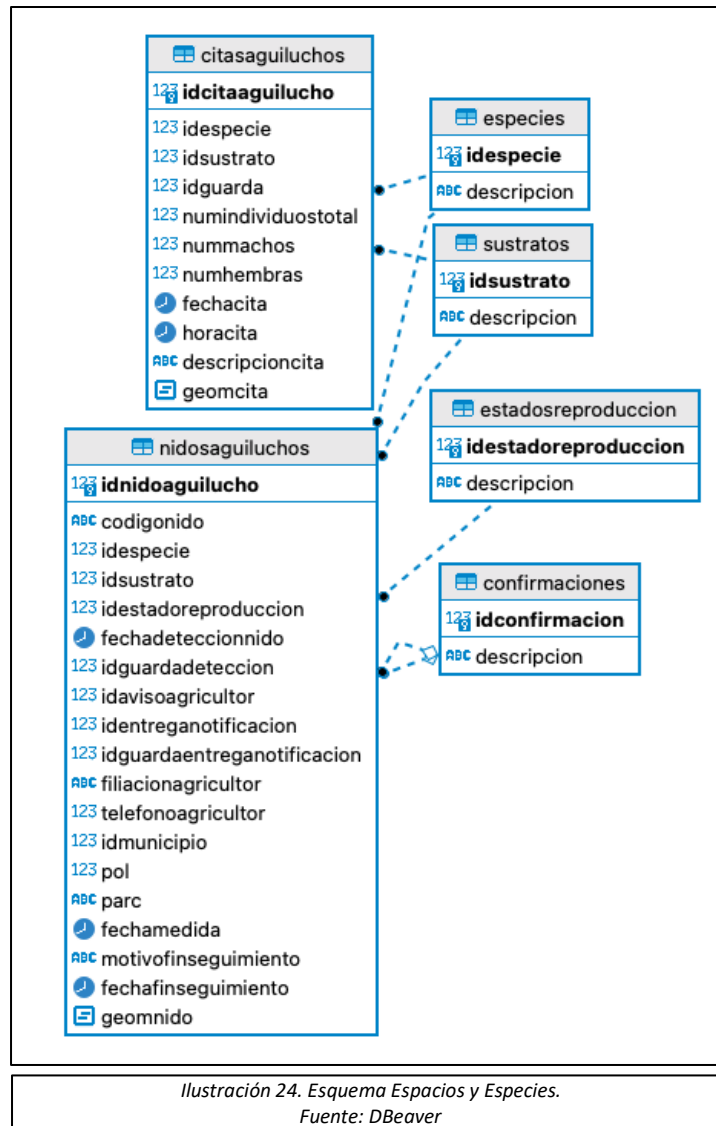 citasaguiluchos
123 idcitaaguilucho
123 idespecie
123 idsustrato
123 idguarda
123 numindividuostotal
123 nummachos
123 numhembras
fechacita
horacita
ABC descripcioncita
geomcita
especies
123 idespecie
ABC descripcion
sustratos
123 idsustrato
ABC descripcion
estadosreproduccion
123 idestadoreproduccion
ABC descripcion
nidosaguiluchos
123 idnidoaguilucho
ABC codigonido
123 idespecie
123 idsustrato
123 idestadoreproduccion
fechadeteccionnido
123 idguardadeteccion
123 idavisoagricultor
123 identreganotificacion
123 idguardaentreganotificacion
ABC filiacionagricultor
123 telefonoagricultor
123 idmunicipio
123 pol
ABC parc
fechamedida
ABC motivofinseguimiento
fechafinseguimiento
geomnido
confirmaciones
123 idconfirmacion
ABC descripcion
Ilustración 24. Esquema Espacios y Especies.
Fuente: DBeaver